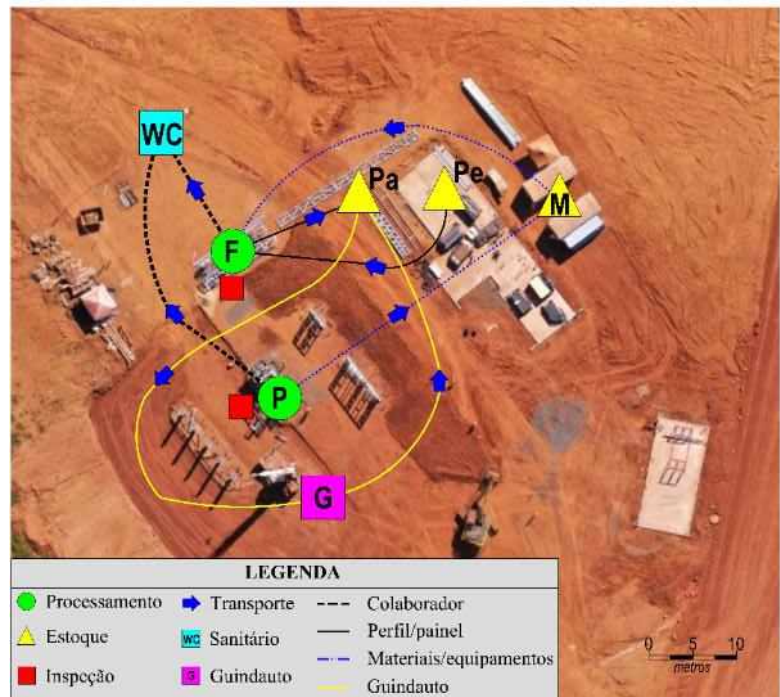 WC
Pa
Pe
M
F
P
G
LEGENDA
Processamento
Transporte
Colaborador
Estoque
WC
Sanitário
Perfil/painel
Inspeção
G
Guindauto
Materiais/equipamentos
Guindauto
0 5 10
metros